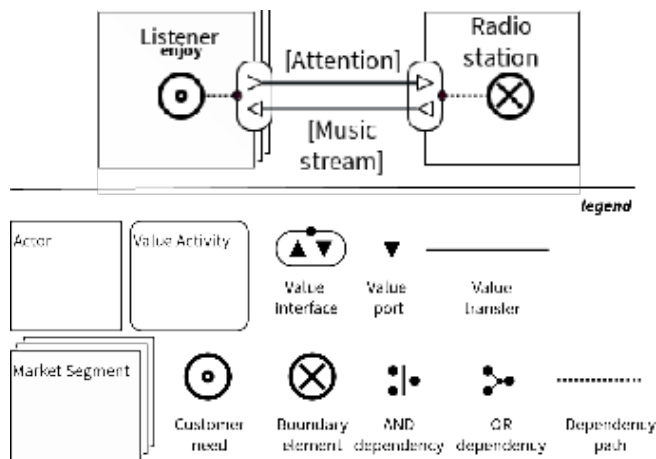 Listener
enjoy
[Attention]
Radio
station
[Music
stream]
legend
Actor
Value Activity
Value
interface
Value
port
Value
transfer
Market Segment
Customer
need
Boundary
element
AND
dependency
OR
dependency
Dependency
path